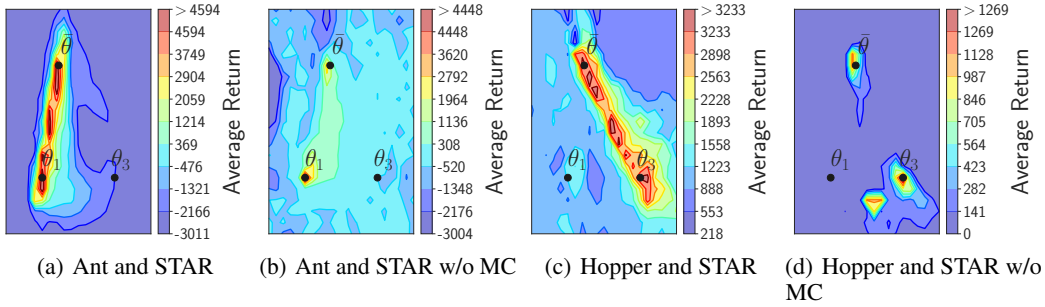 > 4594
4594
3749
2904
2059
1214
369
-476
-1321
-2166
-3011
Average Return
θ̄
θ₁
θ₃
(a) Ant and STAR
> 4448
4448
3620
2792
1964
1136
308
-520
-1348
-2176
-3004
Average Return
θ̄
θ₁
θ₃
(b) Ant and STAR w/o MC
> 3233
3233
2898
2563
2228
1893
1558
1223
888
553
218
Average Return
θ̄
θ₁
θ₃
(c) Hopper and STAR
> 1269
1269
1128
987
846
705
564
423
282
141
0
Average Return
θ̄
θ₁
θ₃
(d) Hopper and STAR w/o
MC